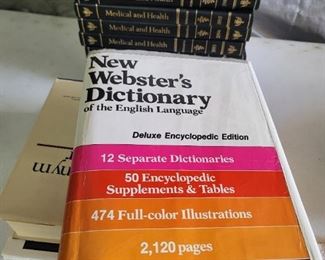 Medical and Health
Medical and Health
Medical and Health
New
Webster's
Dictionary
of the English Language
Deluxe Encyclopedic Edition
12 Separate Dictionaries
50 Encyclopedic
Supplements & Tables
474 Full-color Illustrations
2,120 pages